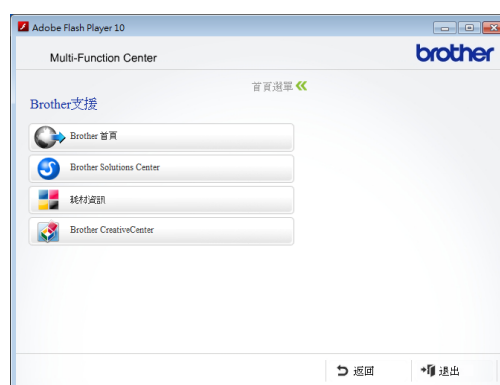 Adobe Flash Player 10
Multi-Function Center
brother
首頁選單
Brother支援
Brother 首頁
Brother Solutions Center
耗材資訊
Brother CreativeCenter
返回
退出